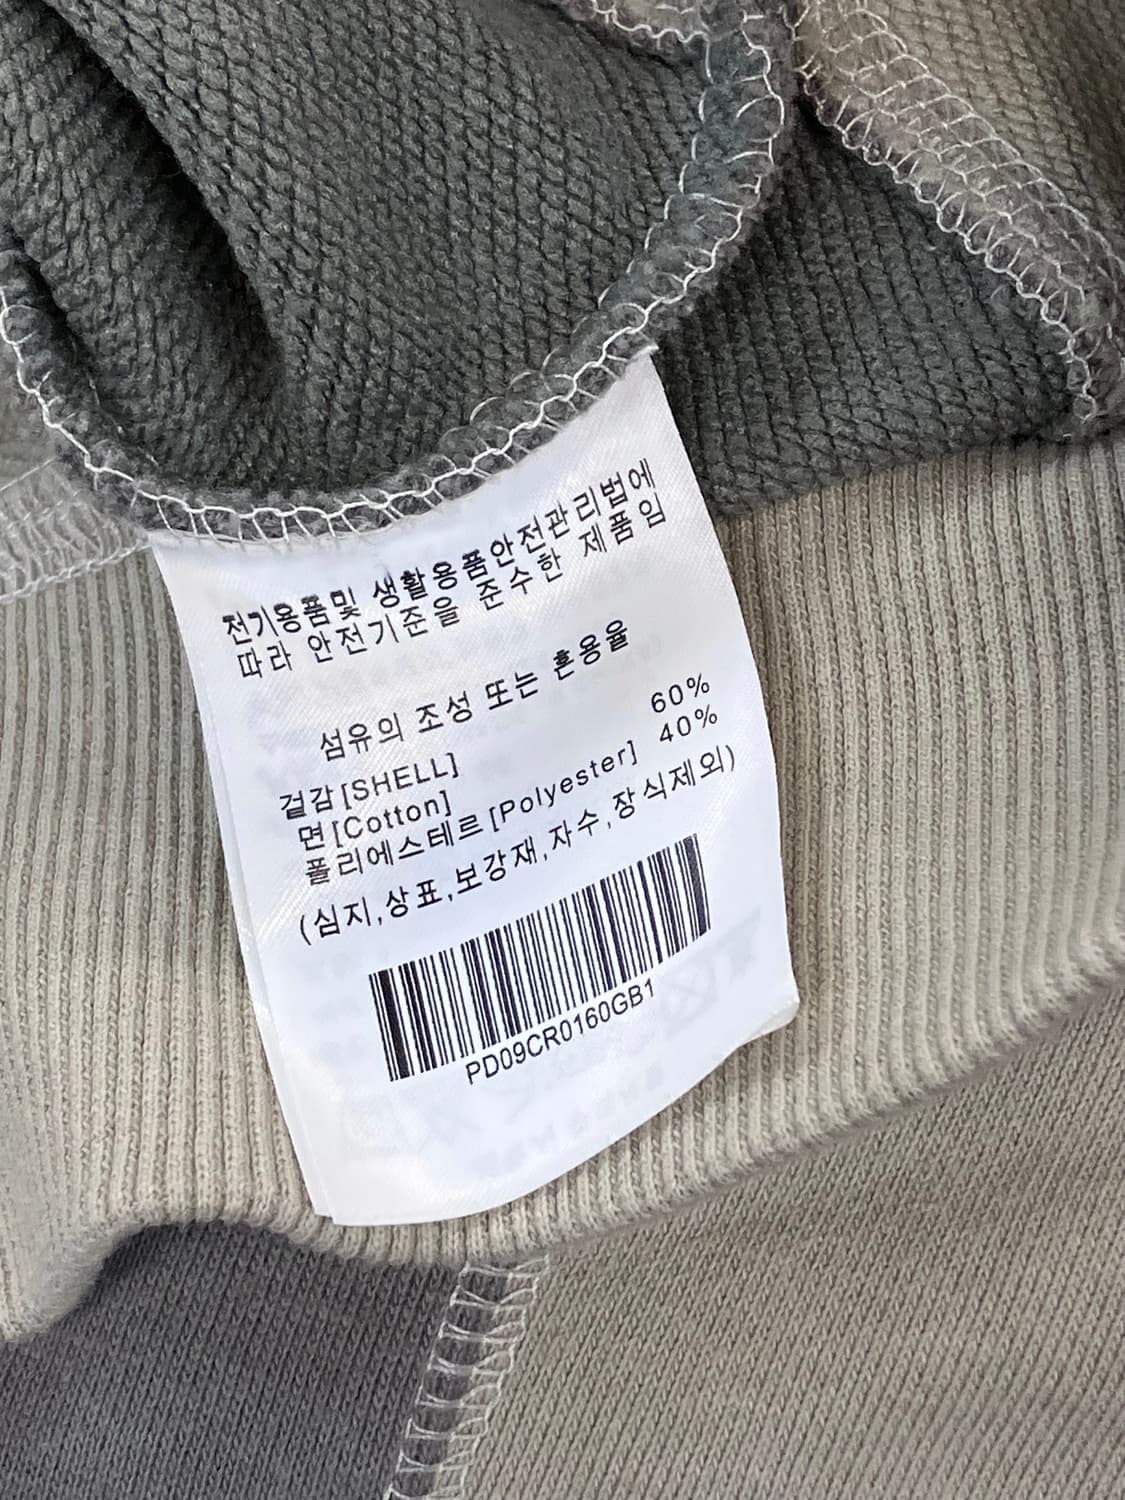 전기용품및 생활용품안전관리법에
따라 안전기준을 준수한 제품임
섬유의 조성 또는 혼용율
겉감[SHELL]
면[Cotton] 60%
폴리에스테르[Polyester] 40%
(심지,상표,보강재,자수,장식제외)
PD09CR0160GB1